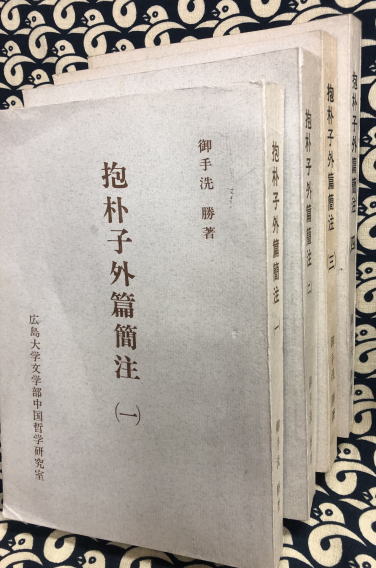 御手洗 勝著
抱朴子外篇簡注(一)
広島大学文学部中国哲学研究室
抱朴子外篇簡注 一
抱朴子外篇簡注 二
抱朴子外篇簡注 三
抱朴子外篇簡注 四